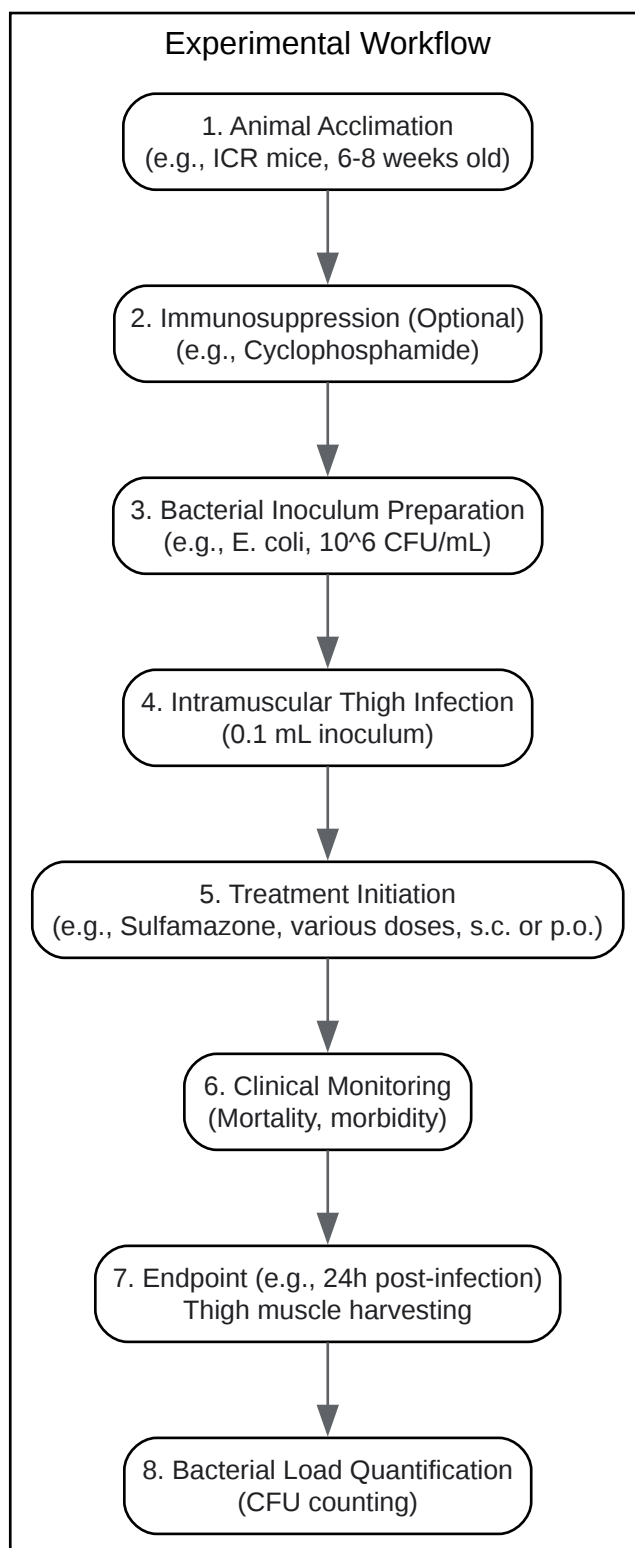 Experimental Workflow
1. Animal Acclimation
(e.g., ICR mice, 6-8 weeks old)
2. Immunosuppression (Optional)
(e.g., Cyclophosphamide)
3. Bacterial Inoculum Preparation
(e.g., E. coli, 10^6 CFU/mL)
4. Intramuscular Thigh Infection
(0.1 mL inoculum)
5. Treatment Initiation
(e.g., Sulfamazone, various doses, s.c. or p.o.)
6. Clinical Monitoring
(Mortality, morbidity)
7. Endpoint (e.g., 24h post-infection)
Thigh muscle harvesting
8. Bacterial Load Quantification
(CFU counting)